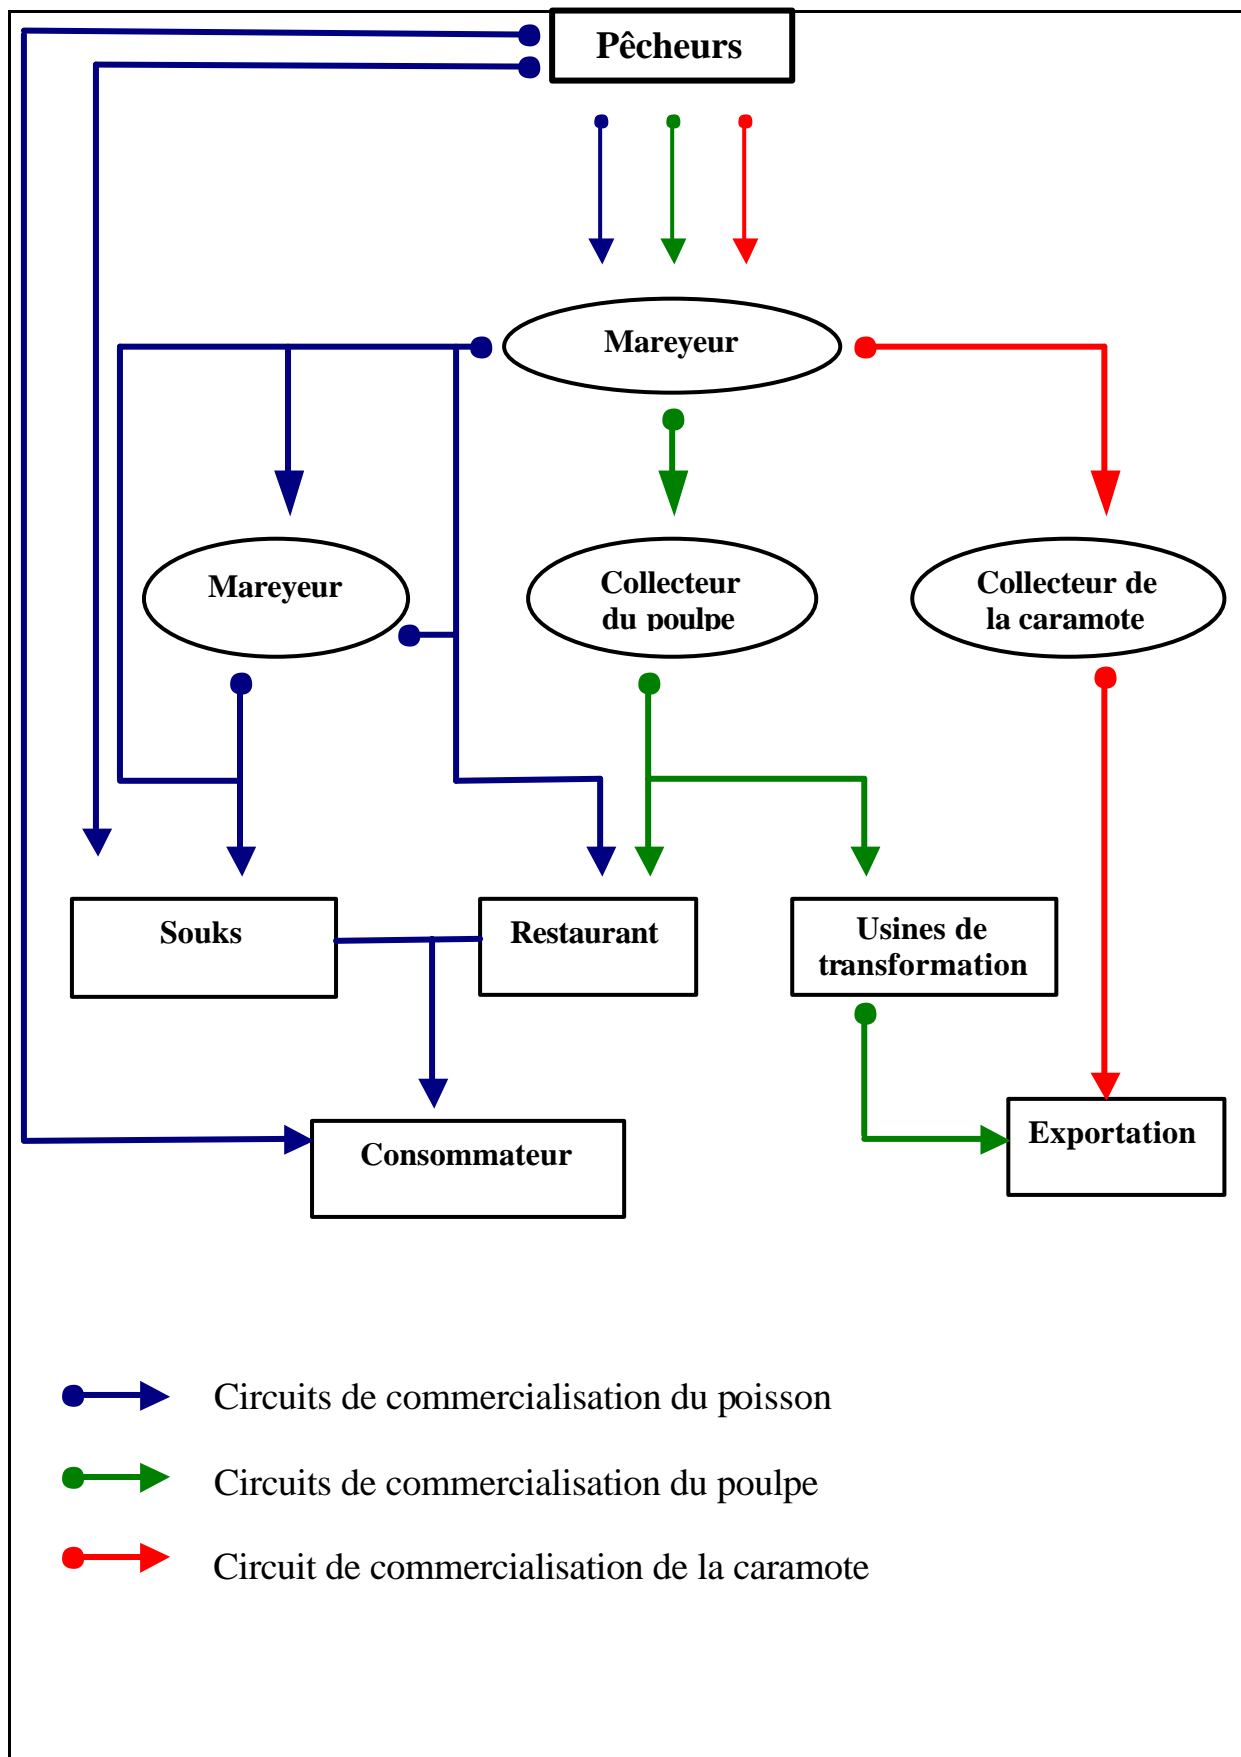 Pêcheurs
Mareyeur
Mareyeur
Collecteur
du poulpe
Collecteur de
la caramote
Souks
Restaurant
Usines de
transformation
Consommateur
Exportation
Circuits de commercialisation du poisson
Circuits de commercialisation du poulpe
Circuit de commercialisation de la caramote